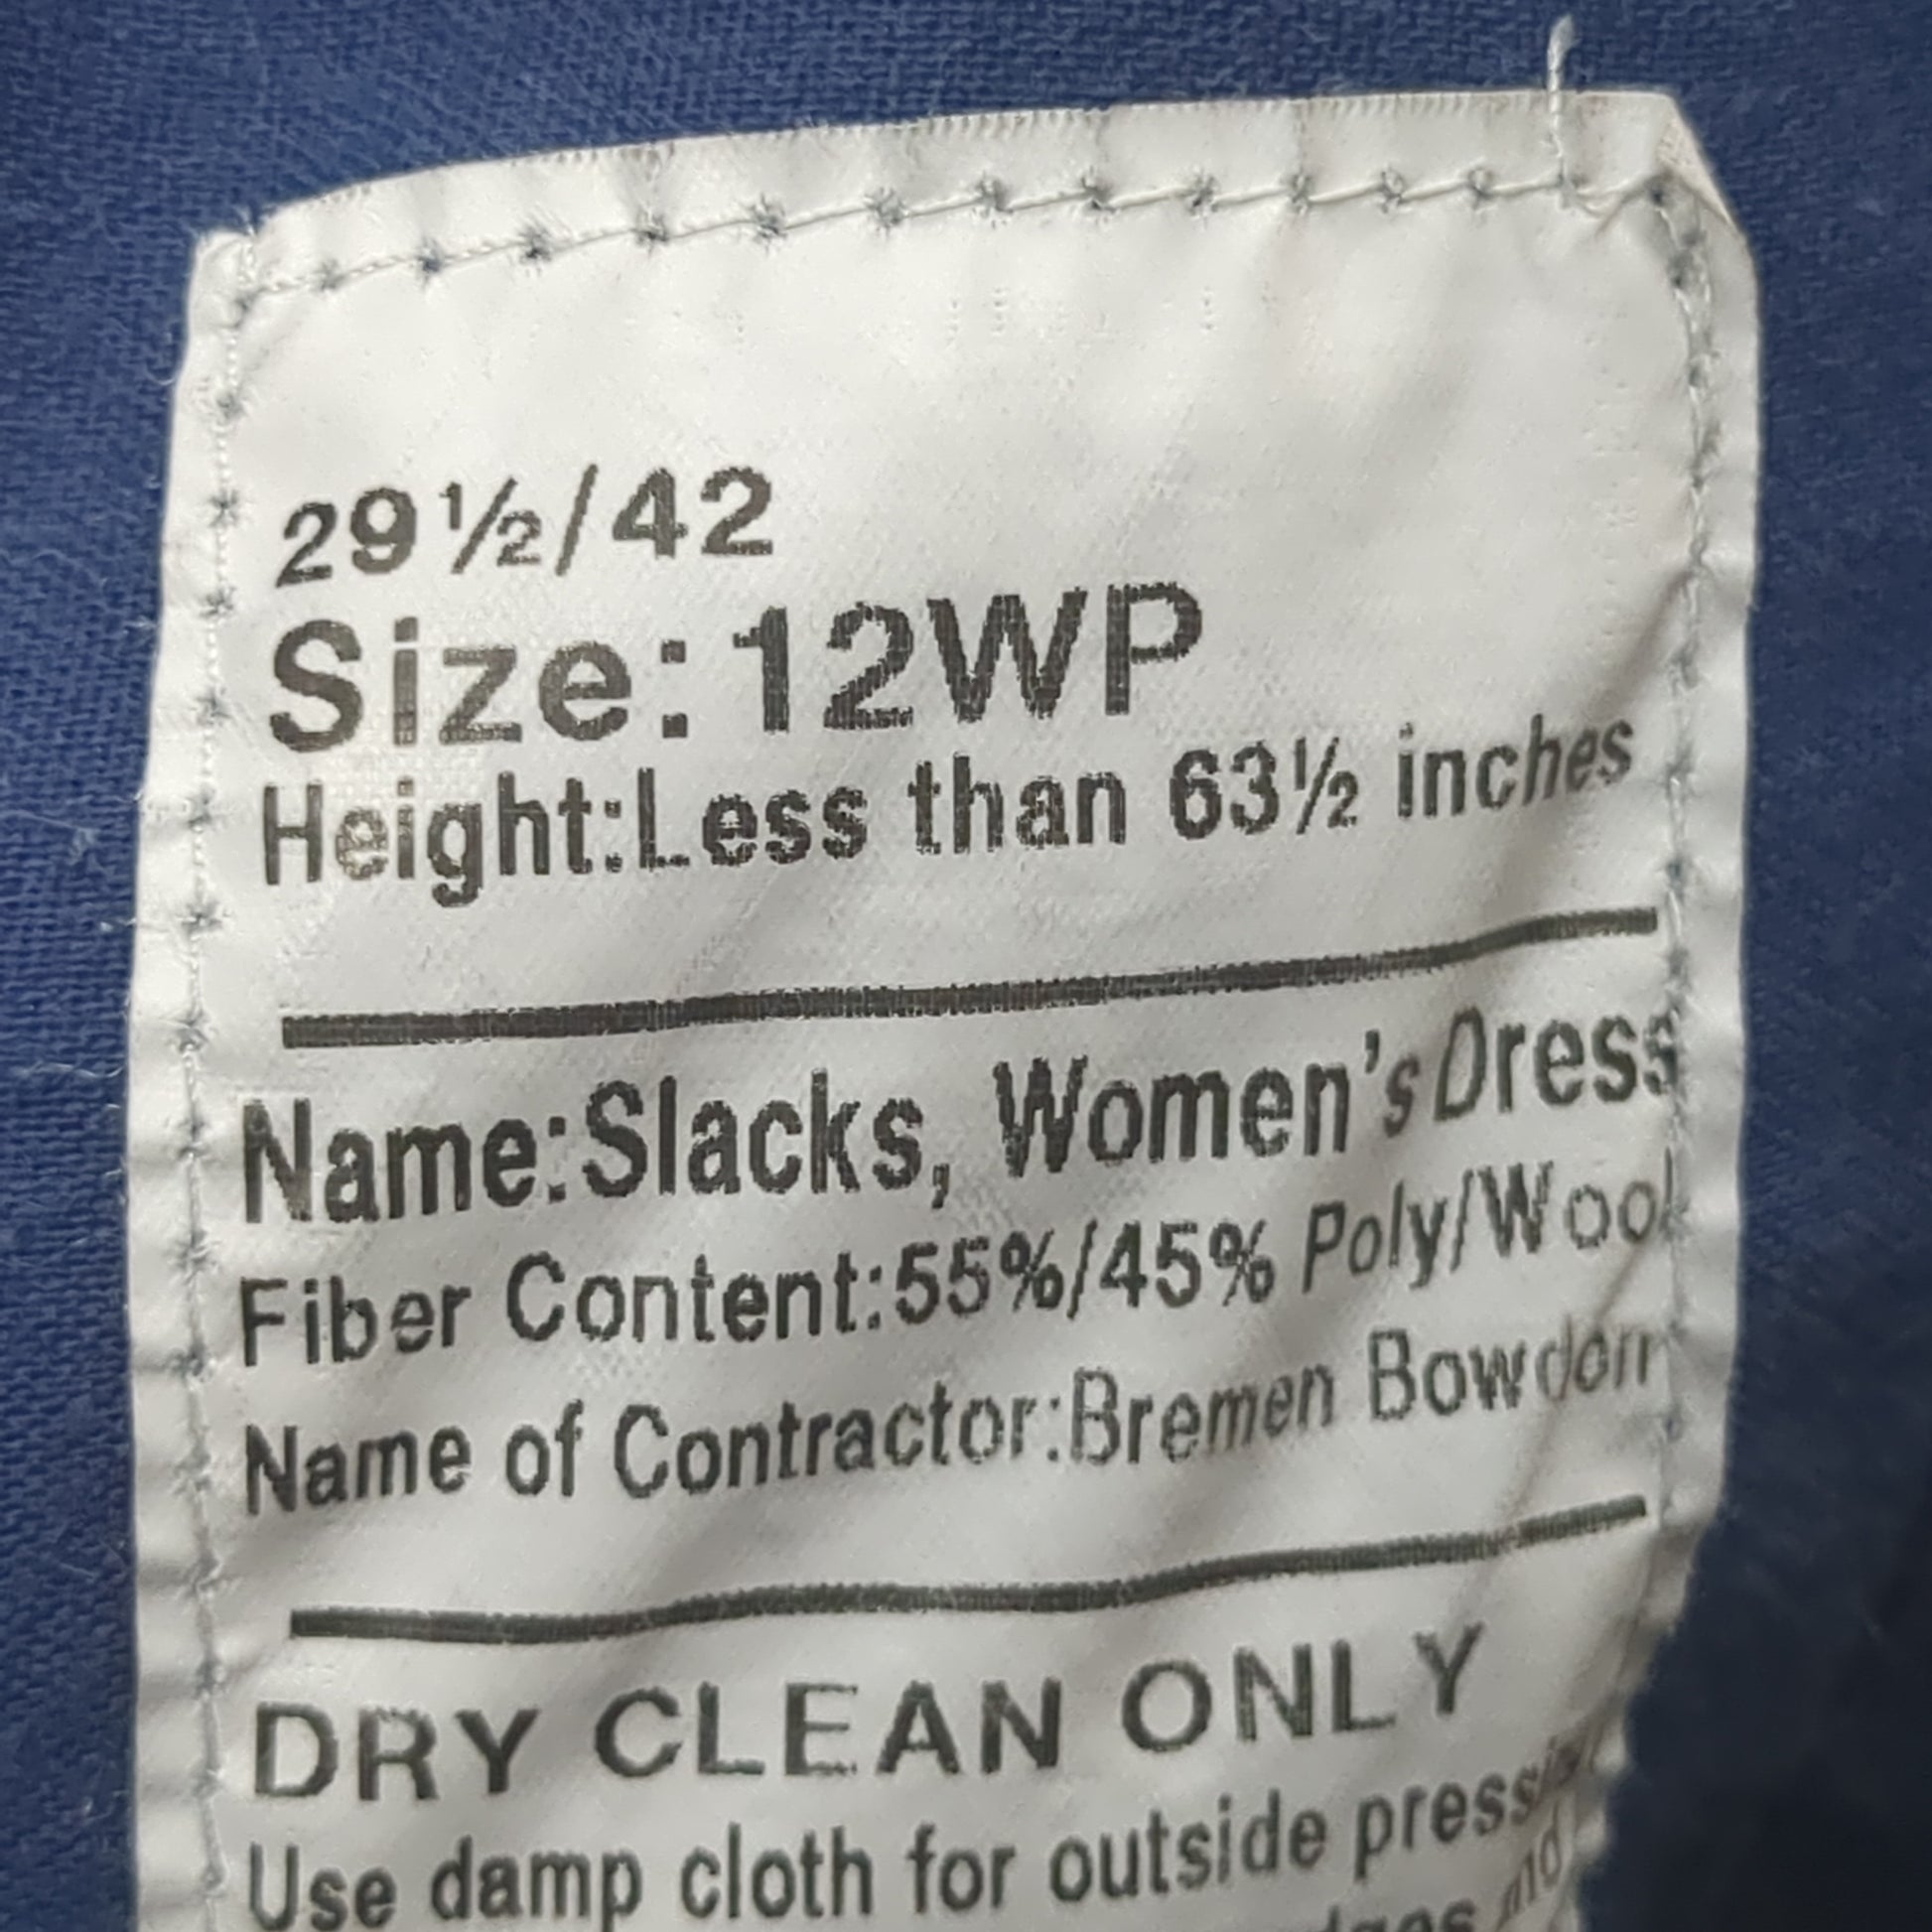 29½/42
Size: 12WP
Height:Less than 63½ inches
Name:Slacks, Women's Dress
Fiber Content:55%/45% Poly/Wool
Name of Contractor:Bremen Bowdon
DRY CLEAN ONLY
Use damp cloth for outside